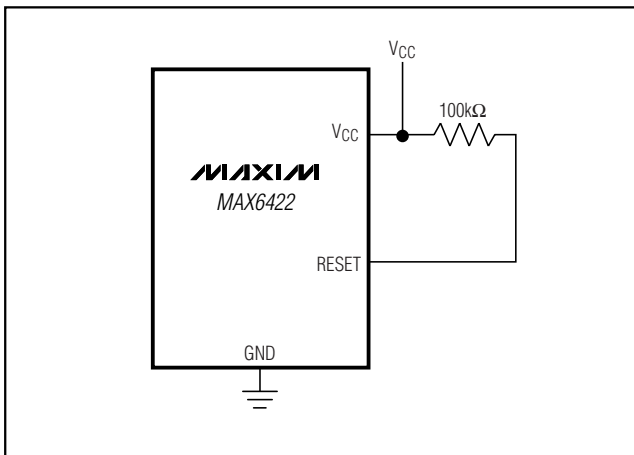 VCC
100kΩ
VCC
MAXIM
MAX6422
RESET
GND